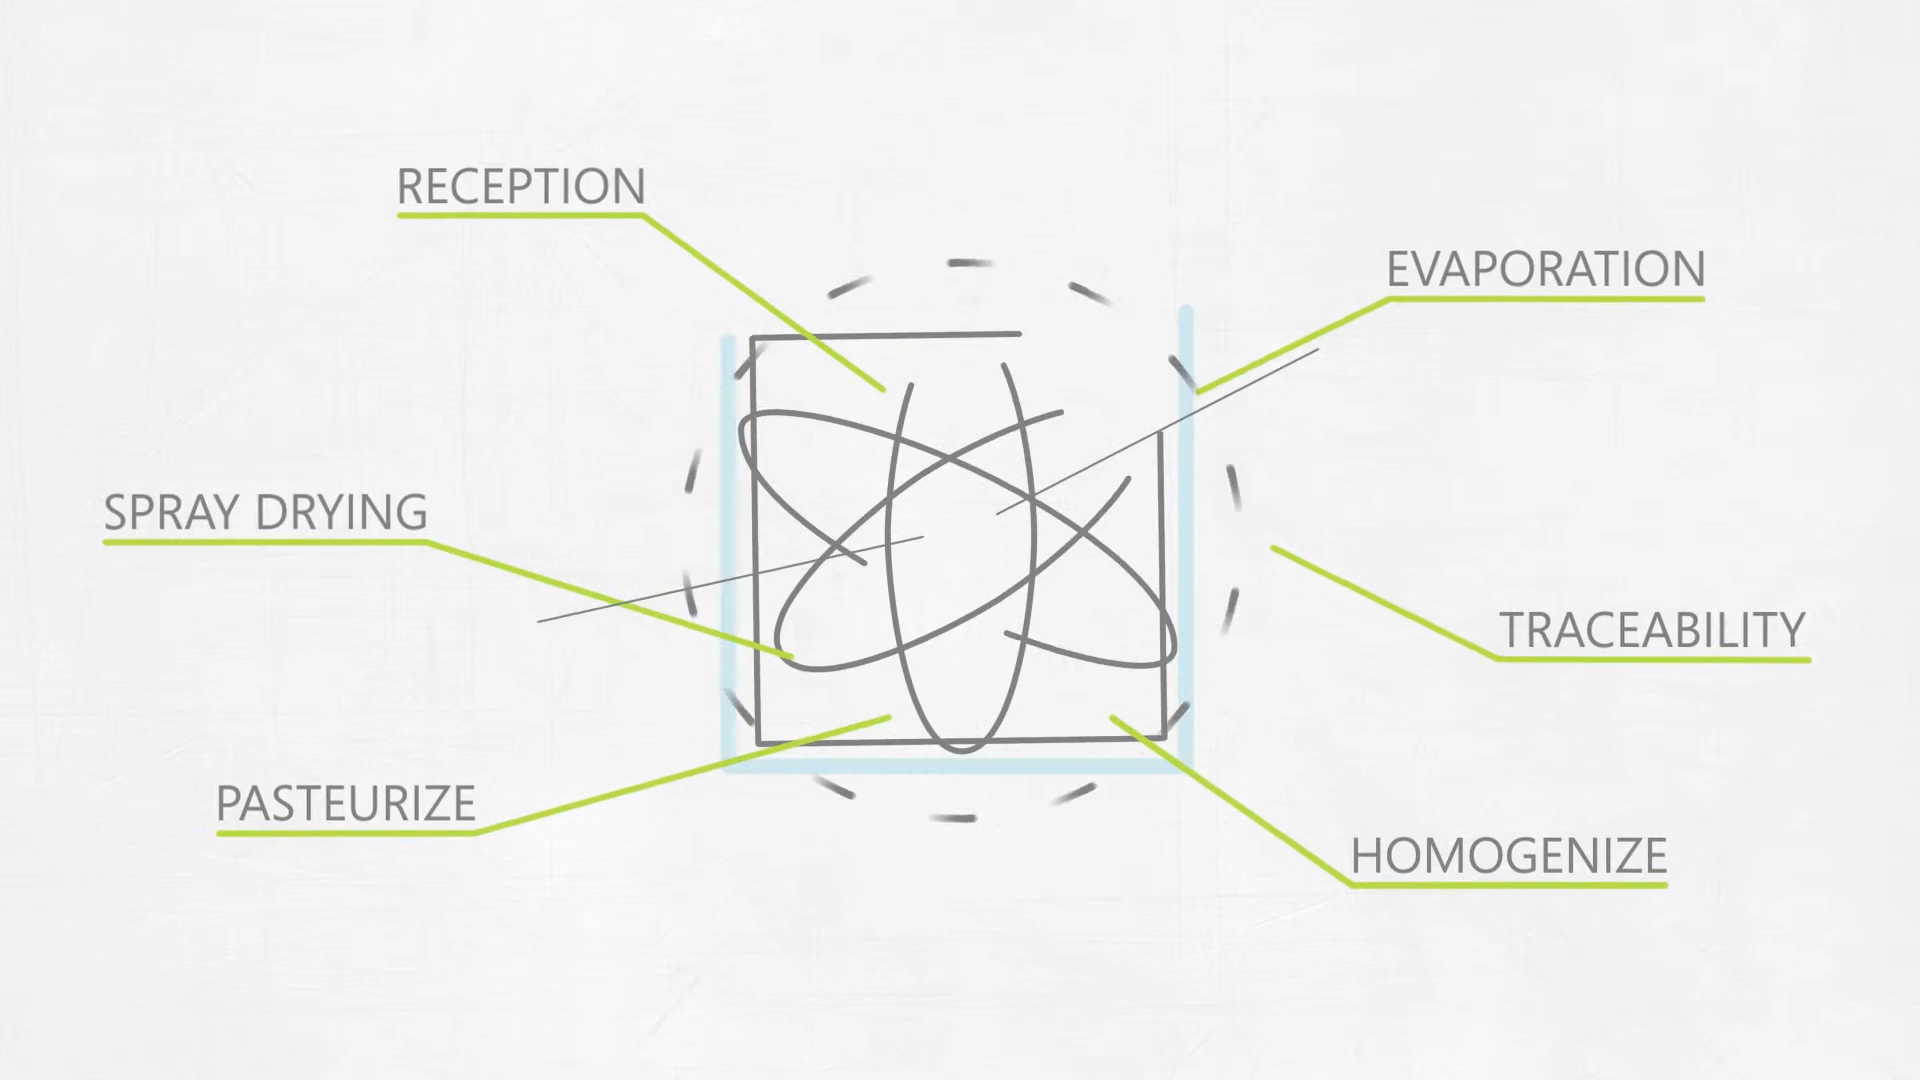 RECEPTION
EVAPORATION
SPRAY DRYING
TRACEABILITY
PASTEURIZE
HOMOGENIZE